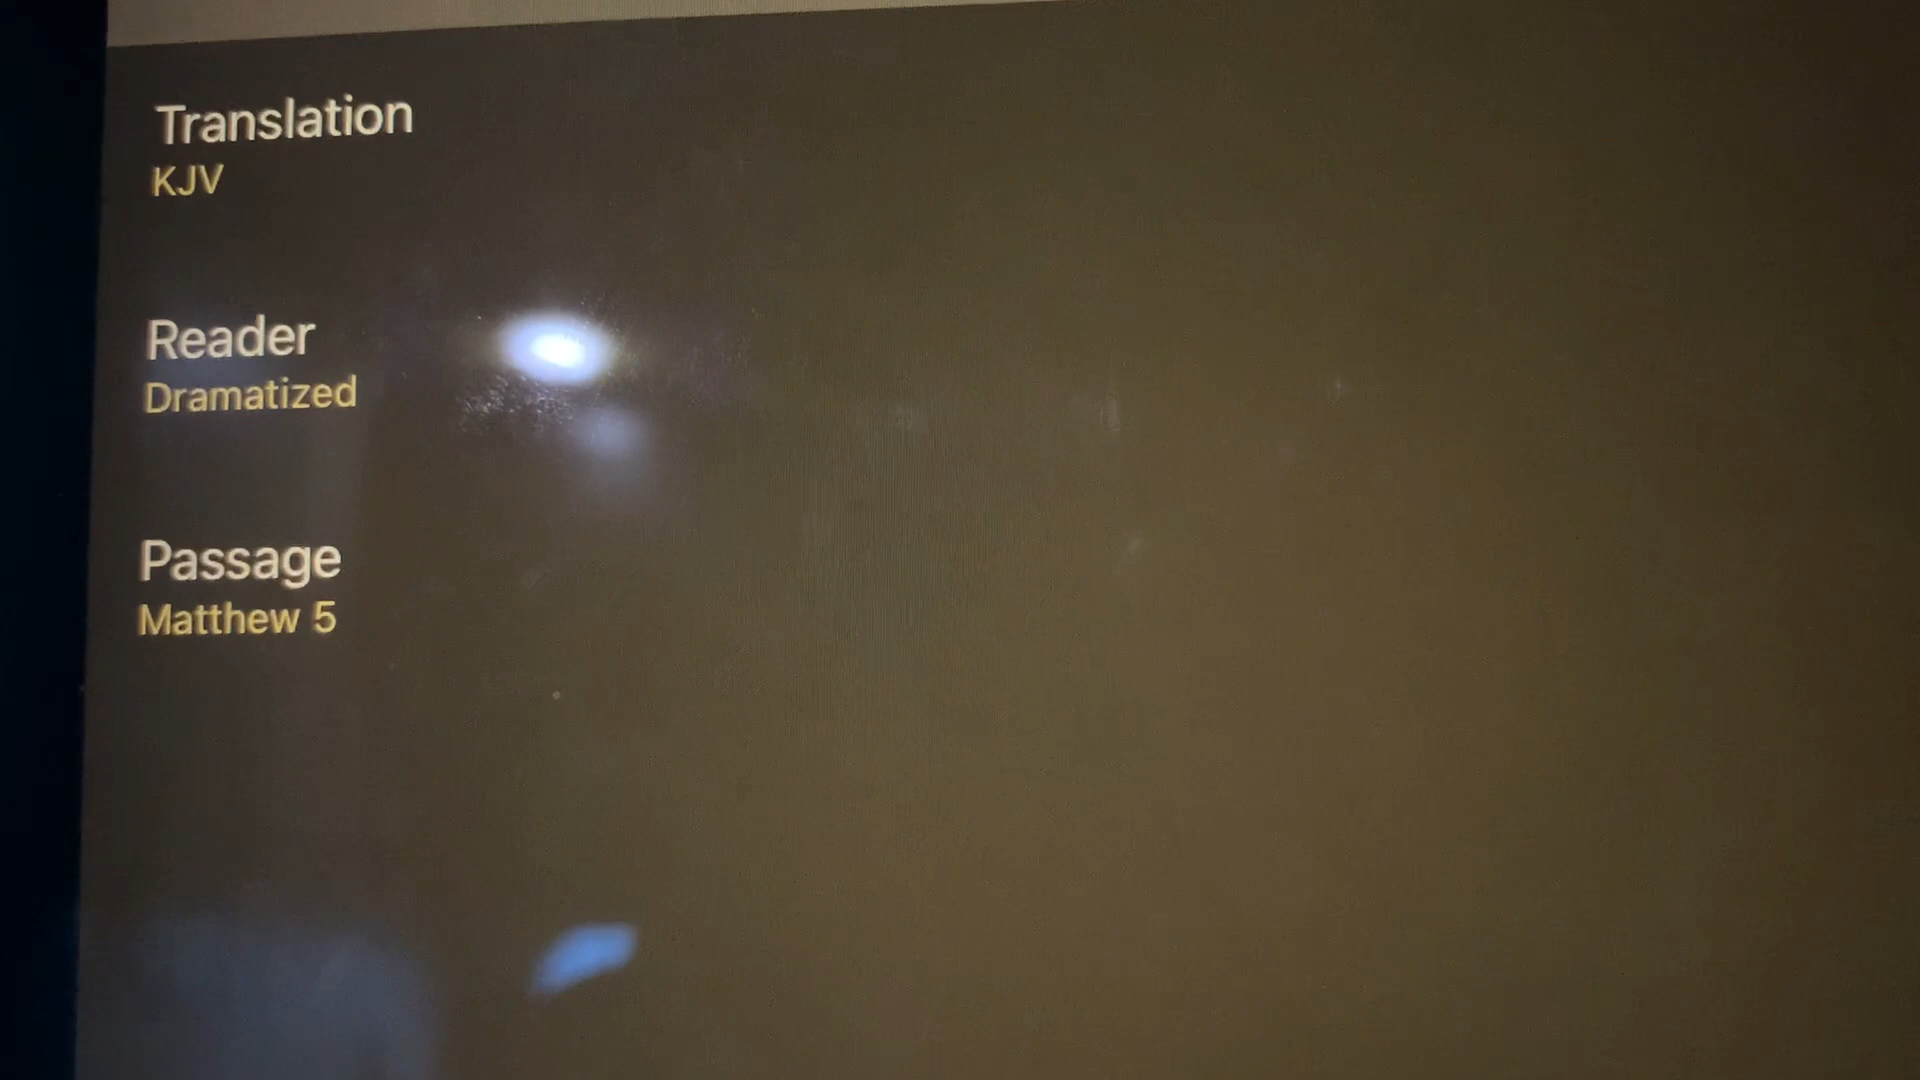 Translation
KJV
Reader
Dramatized
Passage
Matthew 5